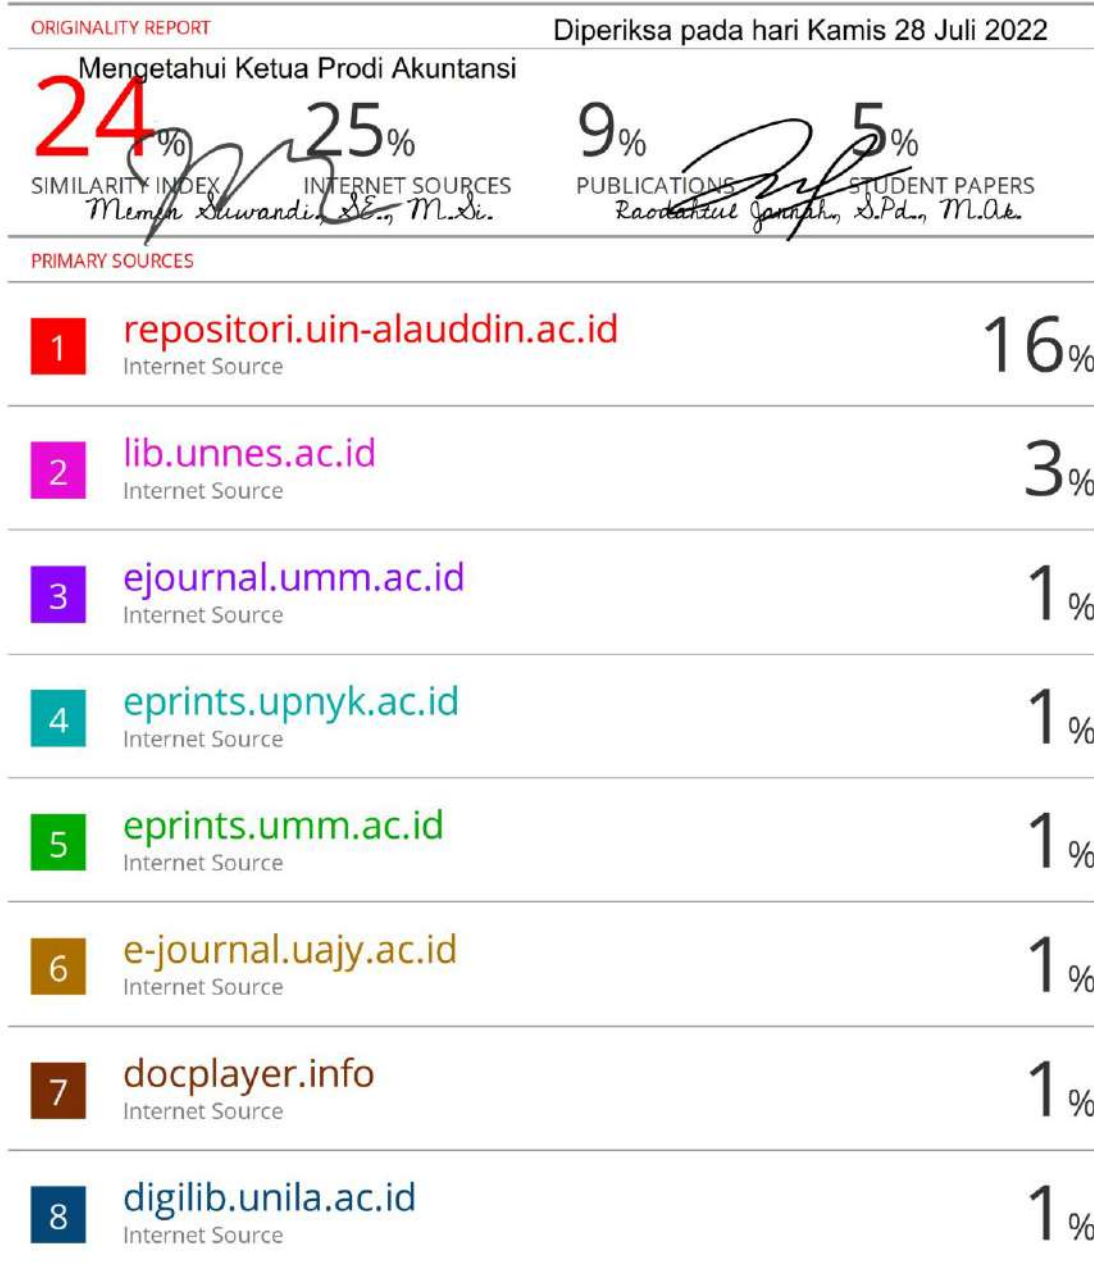 ORIGINALITY REPORT
Diperiksa pada hari Kamis 28 Juli 2022
Mengetahui Ketua Prodi Akuntansi
24% 25% 9% 5%
SIMILARITY INDEX INTERNET SOURCES PUBLICATIONS STUDENT PAPERS
Memen Suwandi., SE., M.Si. Raodahtul Jannah., S.Pd., M.Ak.
PRIMARY SOURCES
1 repositori.uin-alauddin.ac.id 16%
Internet Source
2 lib.unnes.ac.id 3%
Internet Source
3 ejournal.umm.ac.id 1%
Internet Source
4 eprints.upnyk.ac.id 1%
Internet Source
5 eprints.umm.ac.id 1%
Internet Source
6 e-journal.uajy.ac.id 1%
Internet Source
7 docplayer.info 1%
Internet Source
8 digilib.unila.ac.id 1%
Internet Source